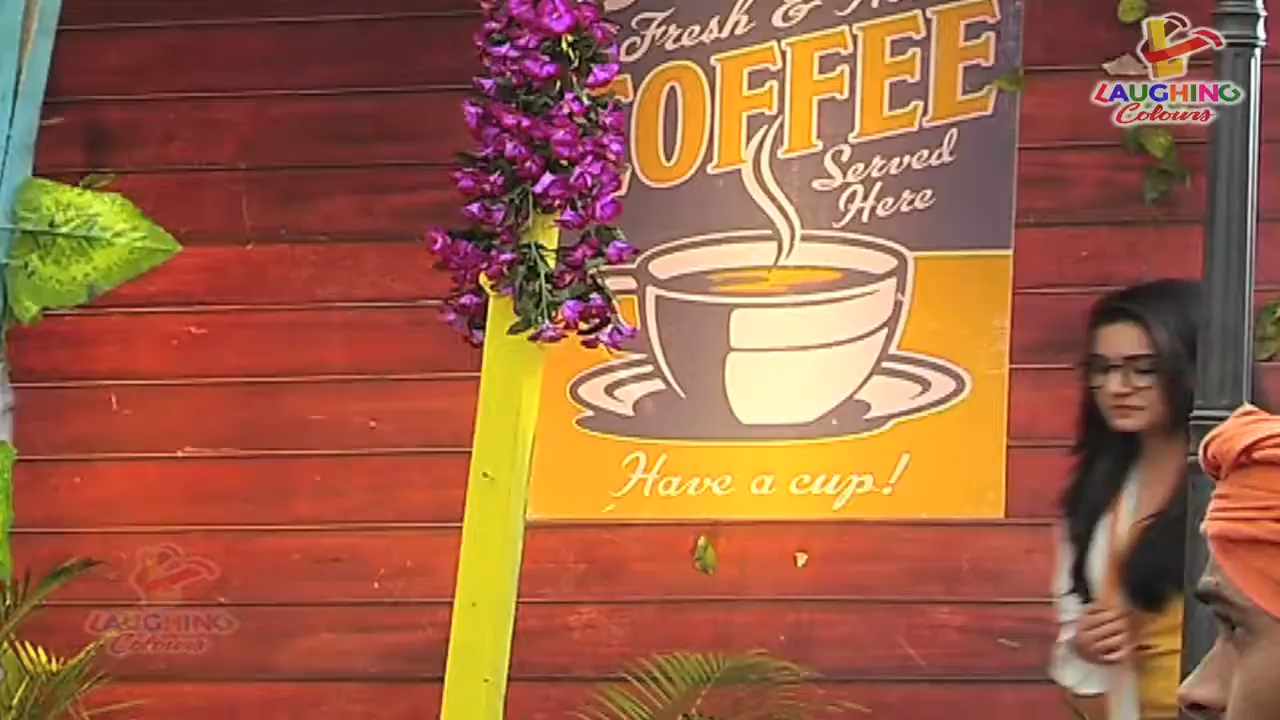 Fresh &
COFFEE
Served
Here
Have a cup!
LAUGHING
Colours
LAUGHING
Colours